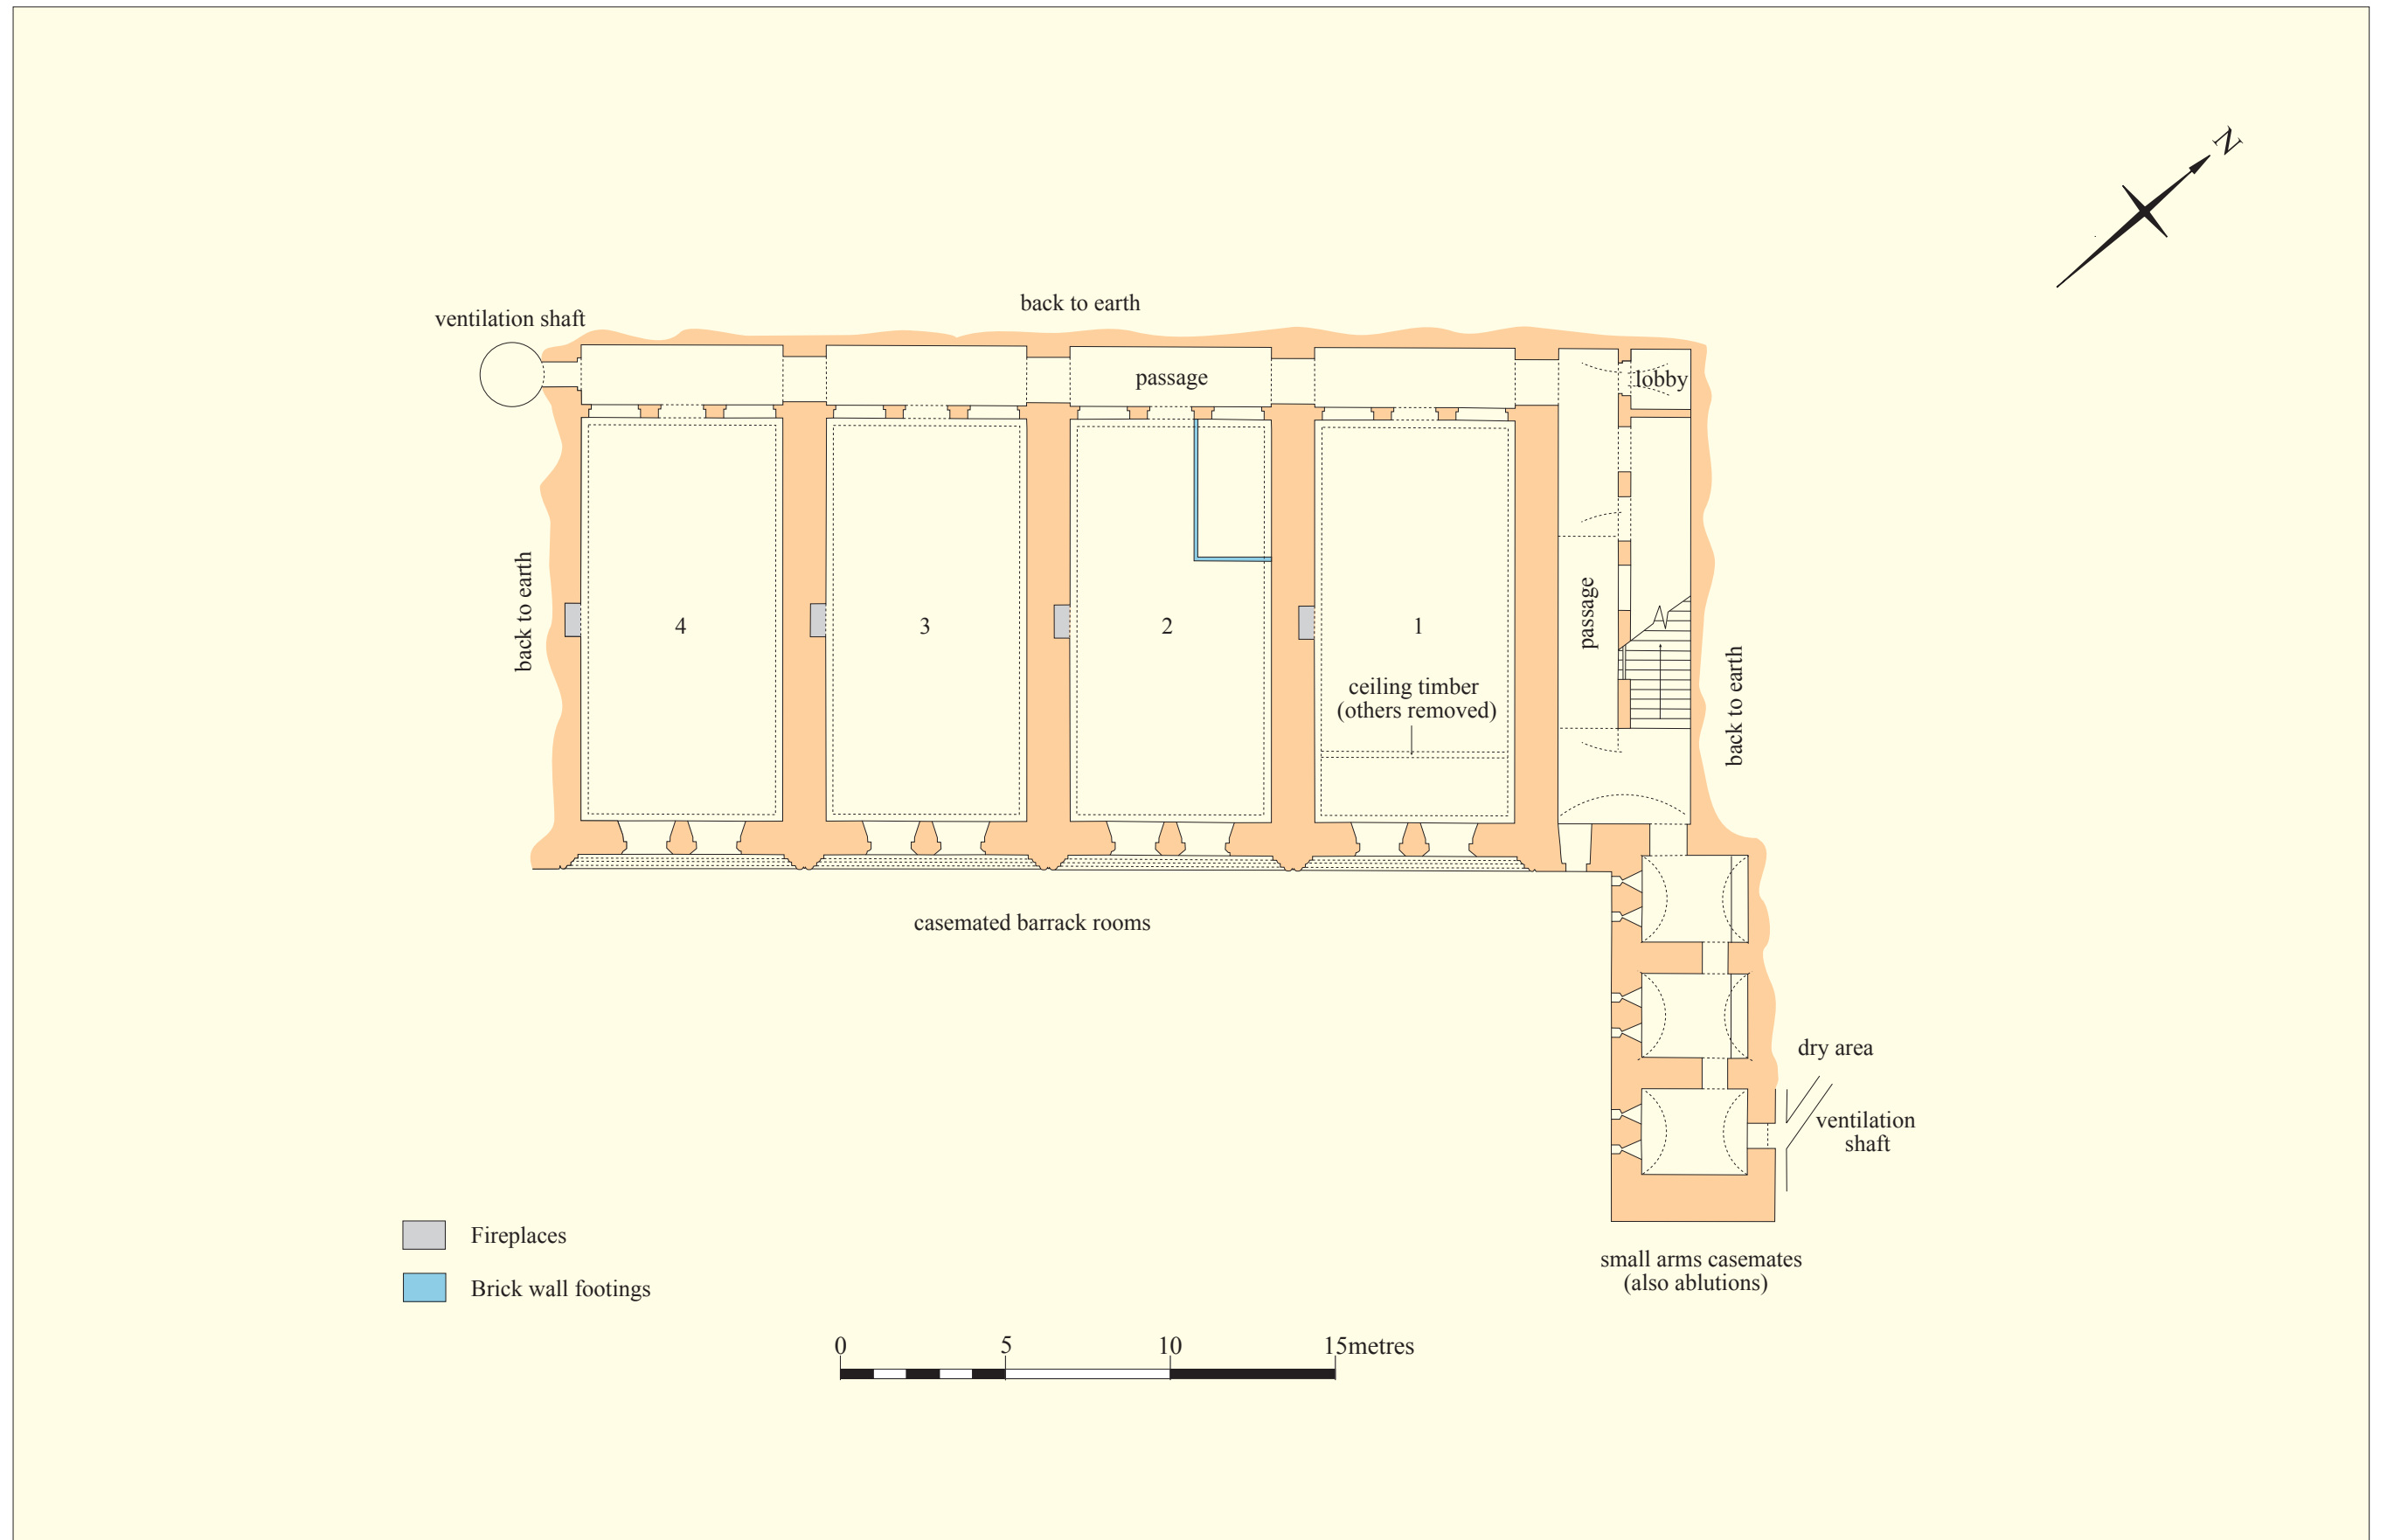 N
back to earth
ventilation shaft
passage
lobby
back to earth
4
3
2
1
passage
ceiling timber
(others removed)
back to earth
casemated barrack rooms
dry area
ventilation
shaft
Fireplaces
Brick wall footings
small arms casemates
(also ablutions)
0 5 10 15metres